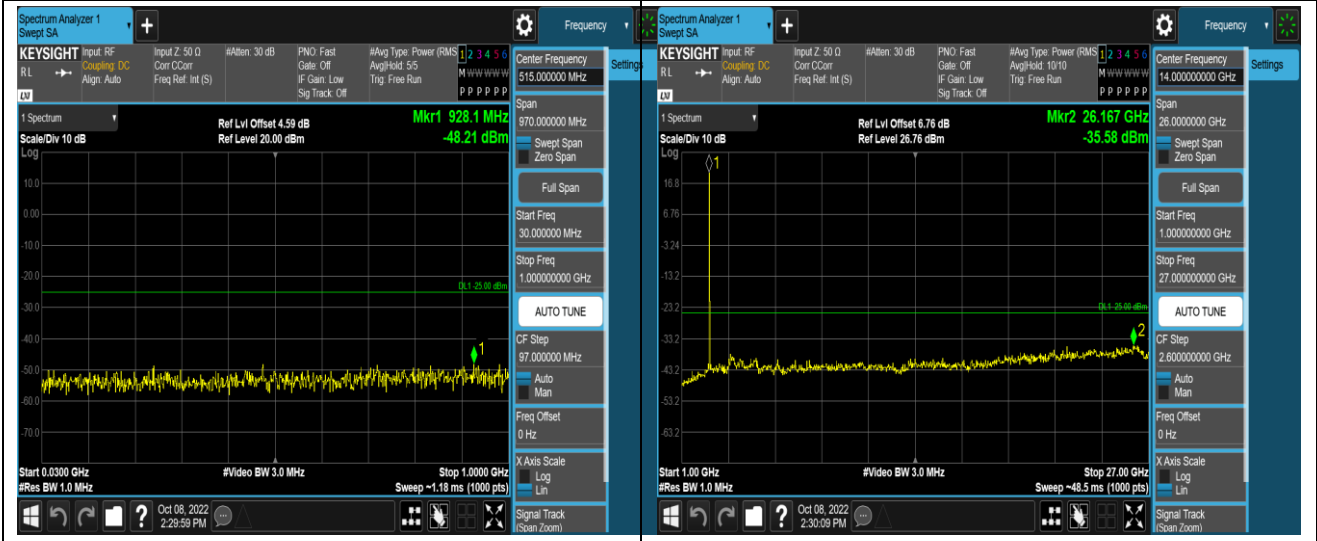 Spectrum Analyzer 1
Swept SA
+
Frequency
KEYSIGHT
RL
LXI
Input: RF
Coupling: DC
Align: Auto
Input Z: 50 Ω
Corr CCorr
Freq Ref: Int (S)
#Atten: 30 dB
PNO: Fast
Gate: Off
IF Gain: Low
Sig Track: Off
#Avg Type: Power (RMS
Avg|Hold: 5/5
Trig: Free Run
1 2 3 4 5 6
M W W W W W
P P P P P P
Center Frequency
515.000000 MHz
Settings
Span
970.000000 MHz
Swept Span
Zero Span
Full Span
Start Freq
30.000000 MHz
Stop Freq
1.000000000 GHz
AUTO TUNE
CF Step
97.000000 MHz
Auto
Man
Freq Offset
0 Hz
X Axis Scale
Log
Lin
Signal Track
(Span Zoom)
1 Spectrum
Scale/Div 10 dB
Log
Ref Lvl Offset 4.59 dB
Ref Level 20.00 dBm
Mkr1 928.1 MHz
-48.21 dBm
10.0
0.00
-10.0
-20.0
DL1 -25.00 dBm
-30.0
-40.0
1
-50.0
-60.0
-70.0
Start 0.0300 GHz
#Res BW 1.0 MHz
#Video BW 3.0 MHz
Stop 1.0000 GHz
Sweep ~1.18 ms (1000 pts)
?
Oct 08, 2022
2:29:59 PM
Spectrum Analyzer 1
Swept SA
+
Frequency
KEYSIGHT
RL
LXI
Input: RF
Coupling: DC
Align: Auto
Input Z: 50 Ω
Corr CCorr
Freq Ref: Int (S)
#Atten: 30 dB
PNO: Fast
Gate: Off
IF Gain: Low
Sig Track: Off
#Avg Type: Power (RMS
Avg|Hold: 10/10
Trig: Free Run
1 2 3 4 5 6
M W W W W W
P P P P P P
Center Frequency
14.000000000 GHz
Settings
Span
26.0000000 GHz
Swept Span
Zero Span
Full Span
Start Freq
1.000000000 GHz
Stop Freq
27.000000000 GHz
AUTO TUNE
CF Step
2.600000000 GHz
Auto
Man
Freq Offset
0 Hz
X Axis Scale
Log
Lin
Signal Track
(Span Zoom)
1 Spectrum
Scale/Div 10 dB
Log
Ref Lvl Offset 6.76 dB
Ref Level 26.76 dBm
Mkr2 26.167 GHz
-35.58 dBm
1
16.8
6.76
-3.24
-13.2
DL1 -25.00 dBm
-23.2
2
-33.2
-43.2
-53.2
-63.2
Start 1.00 GHz
#Res BW 1.0 MHz
#Video BW 3.0 MHz
Stop 27.00 GHz
Sweep ~48.5 ms (1000 pts)
?
Oct 08, 2022
2:30:09 PM